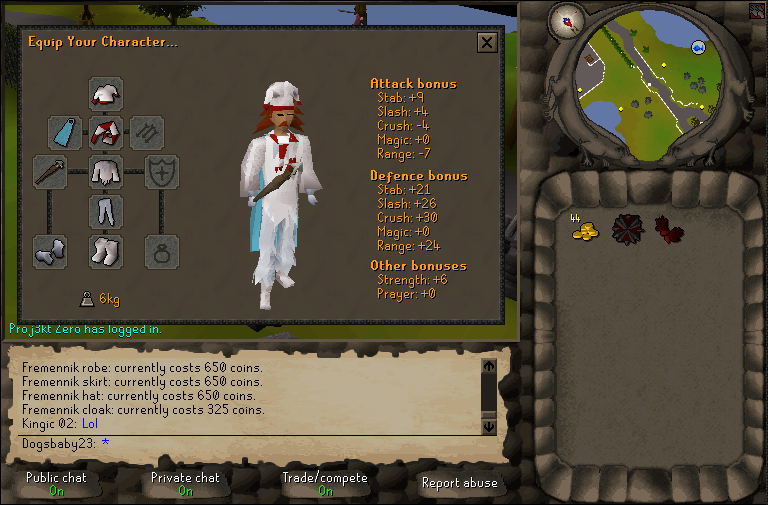 Equip Your Character...
Attack bonus
Stab: +9
Slash: +4
Crush: -4
Magic: +0
Range: -7
Defence bonus
Stab: +21
Slash: +26
Crush: +30
Magic: +0
Range: +24
Other bonuses
Strength: +6
Prayer: +0
6kg
44
Proj3kt Zero has logged in.
Fremennik robe: currently costs 650 coins.
Fremennik skirt: currently costs 650 coins.
Fremennik hat: currently costs 650 coins.
Fremennik cloak: currently costs 325 coins.
Kingic 02: Lol
Dogsbaby23: *
Public chat
On
Private chat
On
Trade/compete
On
Report abuse